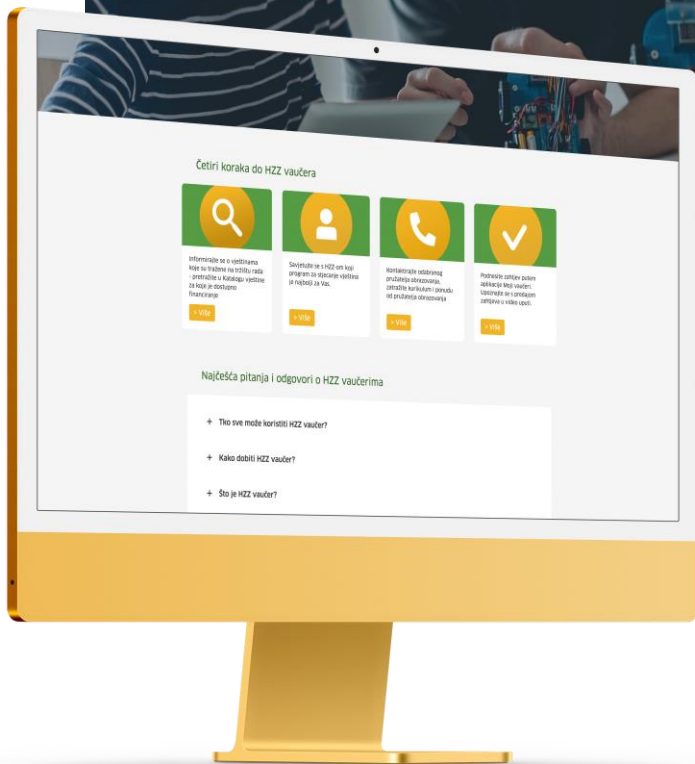 Četiri koraka do HZZ vaučera
Informirajte se o vještinama
koje su tražene na tržištu rada
- pretražite u Katalogu vještine
za koje je dostupno
financiranje
> Više
Savjetujte se s HZZ-om koji
program za stjecanje vještina
je najbolji za Vas.
> Više
Kontaktirajte odabranog
pružatelja obrazovanja,
zatražite kurikulum i ponudu
od pružatelja obrazovanja
> Više
Podnesite zahtjev putem
aplikacije Moji vaučeri.
Upoznajte se s predajom
zahtjeva u video uputi.
> Više
Najčešća pitanja i odgovori o HZZ vaučerima
+ Tko sve može koristiti HZZ vaučer?
+ Kako dobiti HZZ vaučer?
+ Što je HZZ vaučer?